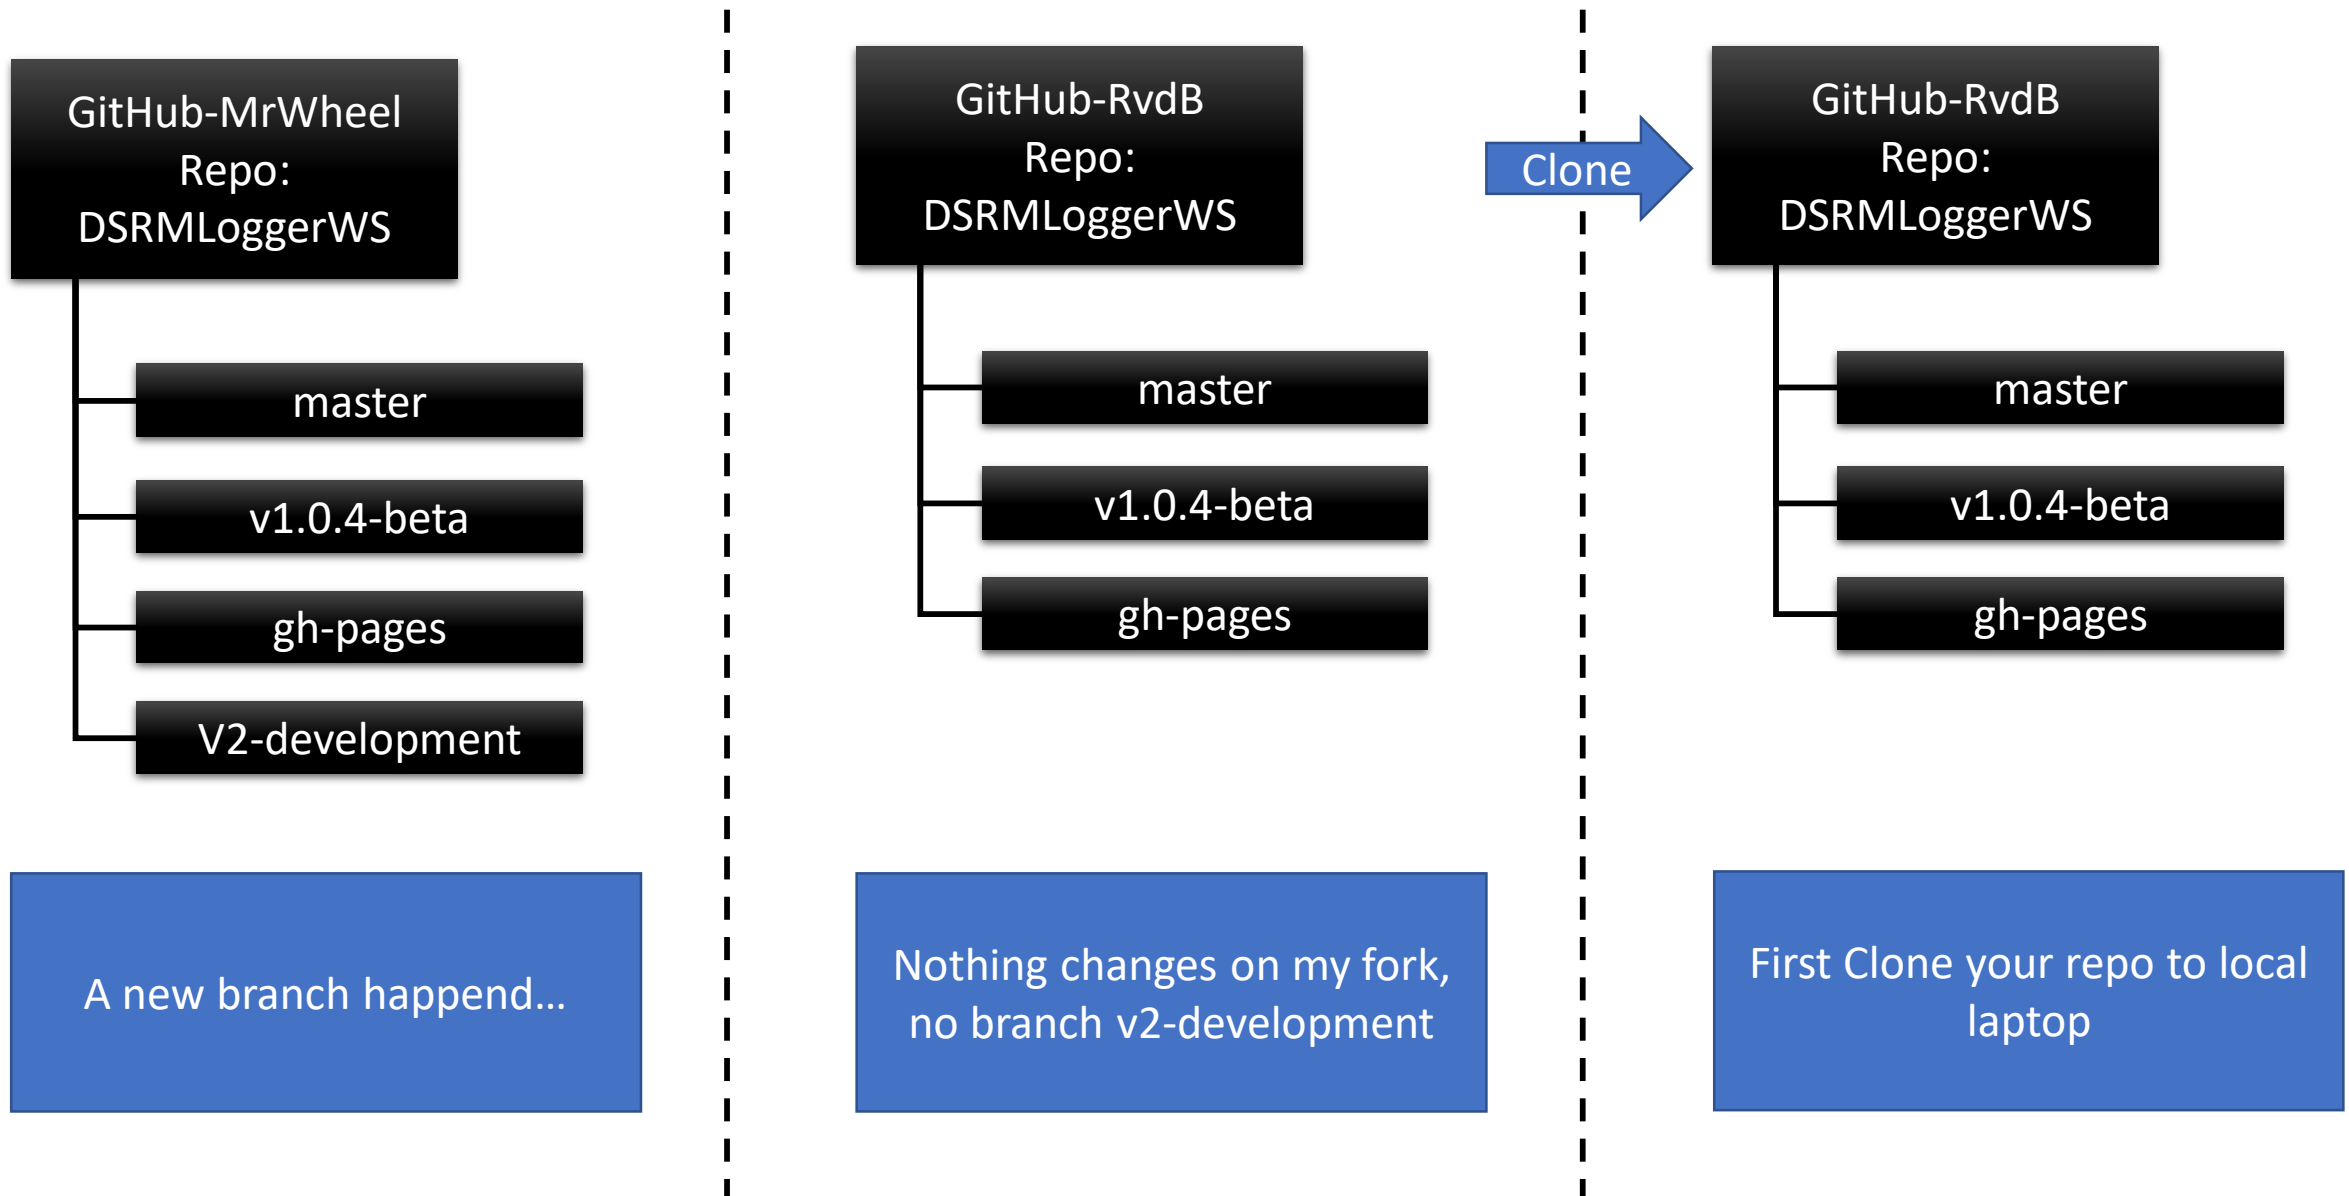 GitHub-MrWheel
Repo:
DSRMLoggerWS
master
v1.0.4-beta
gh-pages
V2-development
A new branch happend...
GitHub-RvdB
Repo:
DSRMLoggerWS
master
v1.0.4-beta
gh-pages
Nothing changes on my fork,
no branch v2-development
Clone
GitHub-RvdB
Repo:
DSRMLoggerWS
master
v1.0.4-beta
gh-pages
First Clone your repo to local
laptop